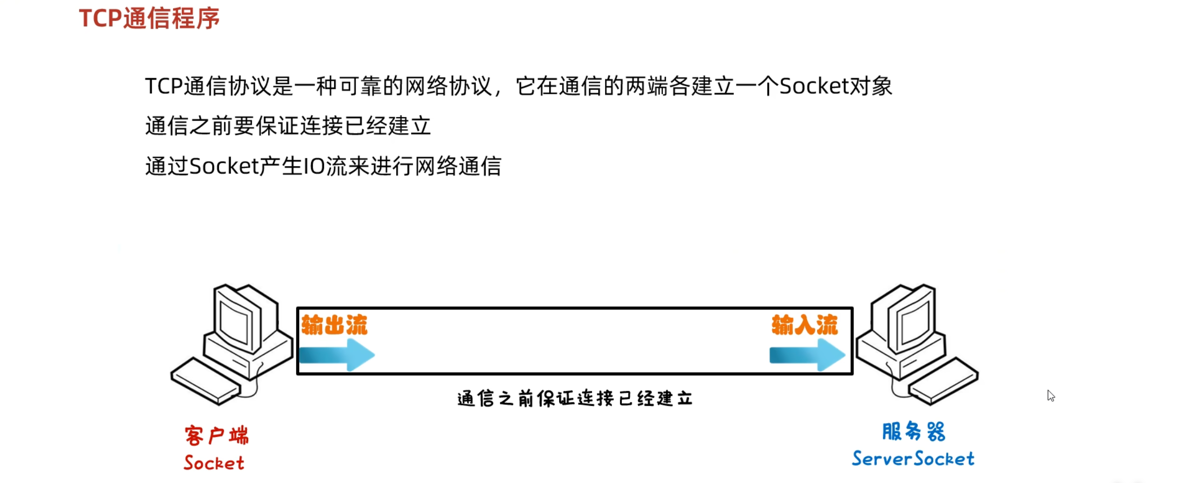 TCP通信程序
TCP通信协议是一种可靠的网络协议，它在通信的两端各建立一个Socket对象
通信之前要保证连接已经建立
通过Socket产生IO流来进行网络通信
输出流
输入流
通信之前保证连接已经建立
客户端
Socket
服务器
ServerSocket